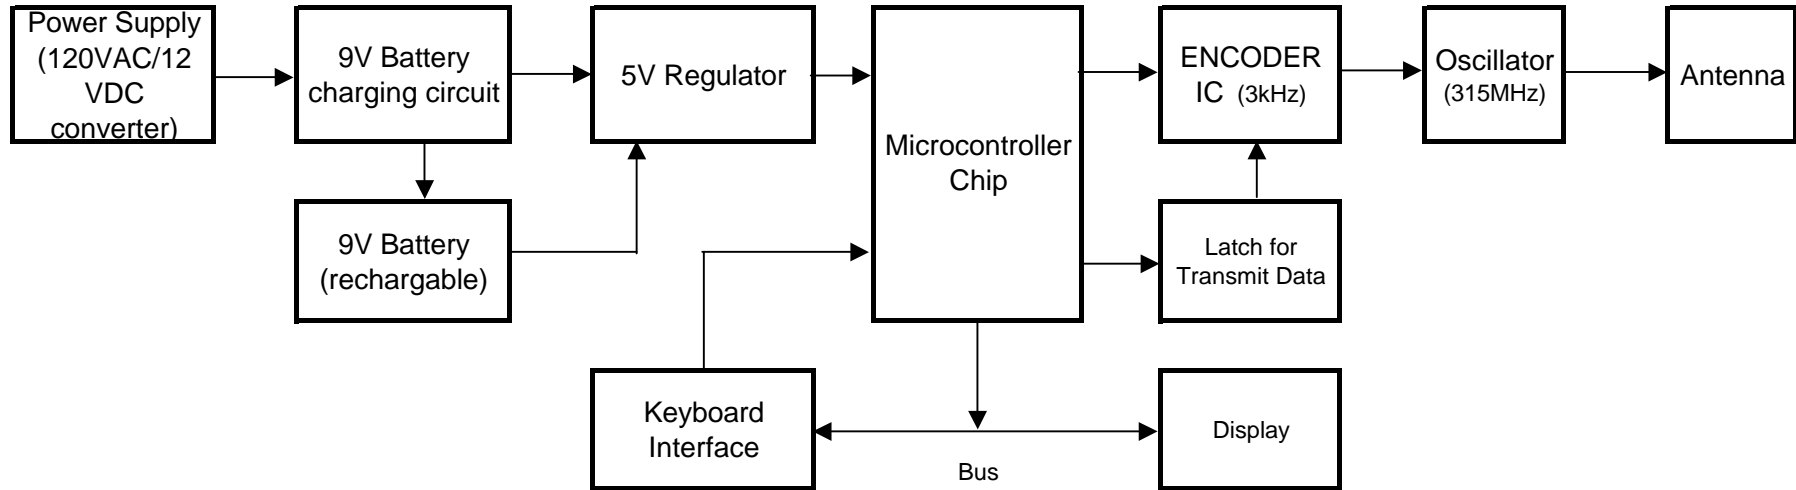 Power Supply
(120VAC/12
VDC
converter)
9V Battery
charging circuit
5V Regulator
Microcontroller
Chip
ENCODER
IC (3kHz)
Oscillator
(315MHz)
Antenna
9V Battery
(rechargable)
Latch for
Transmit Data
Keyboard
Interface
Bus
Display